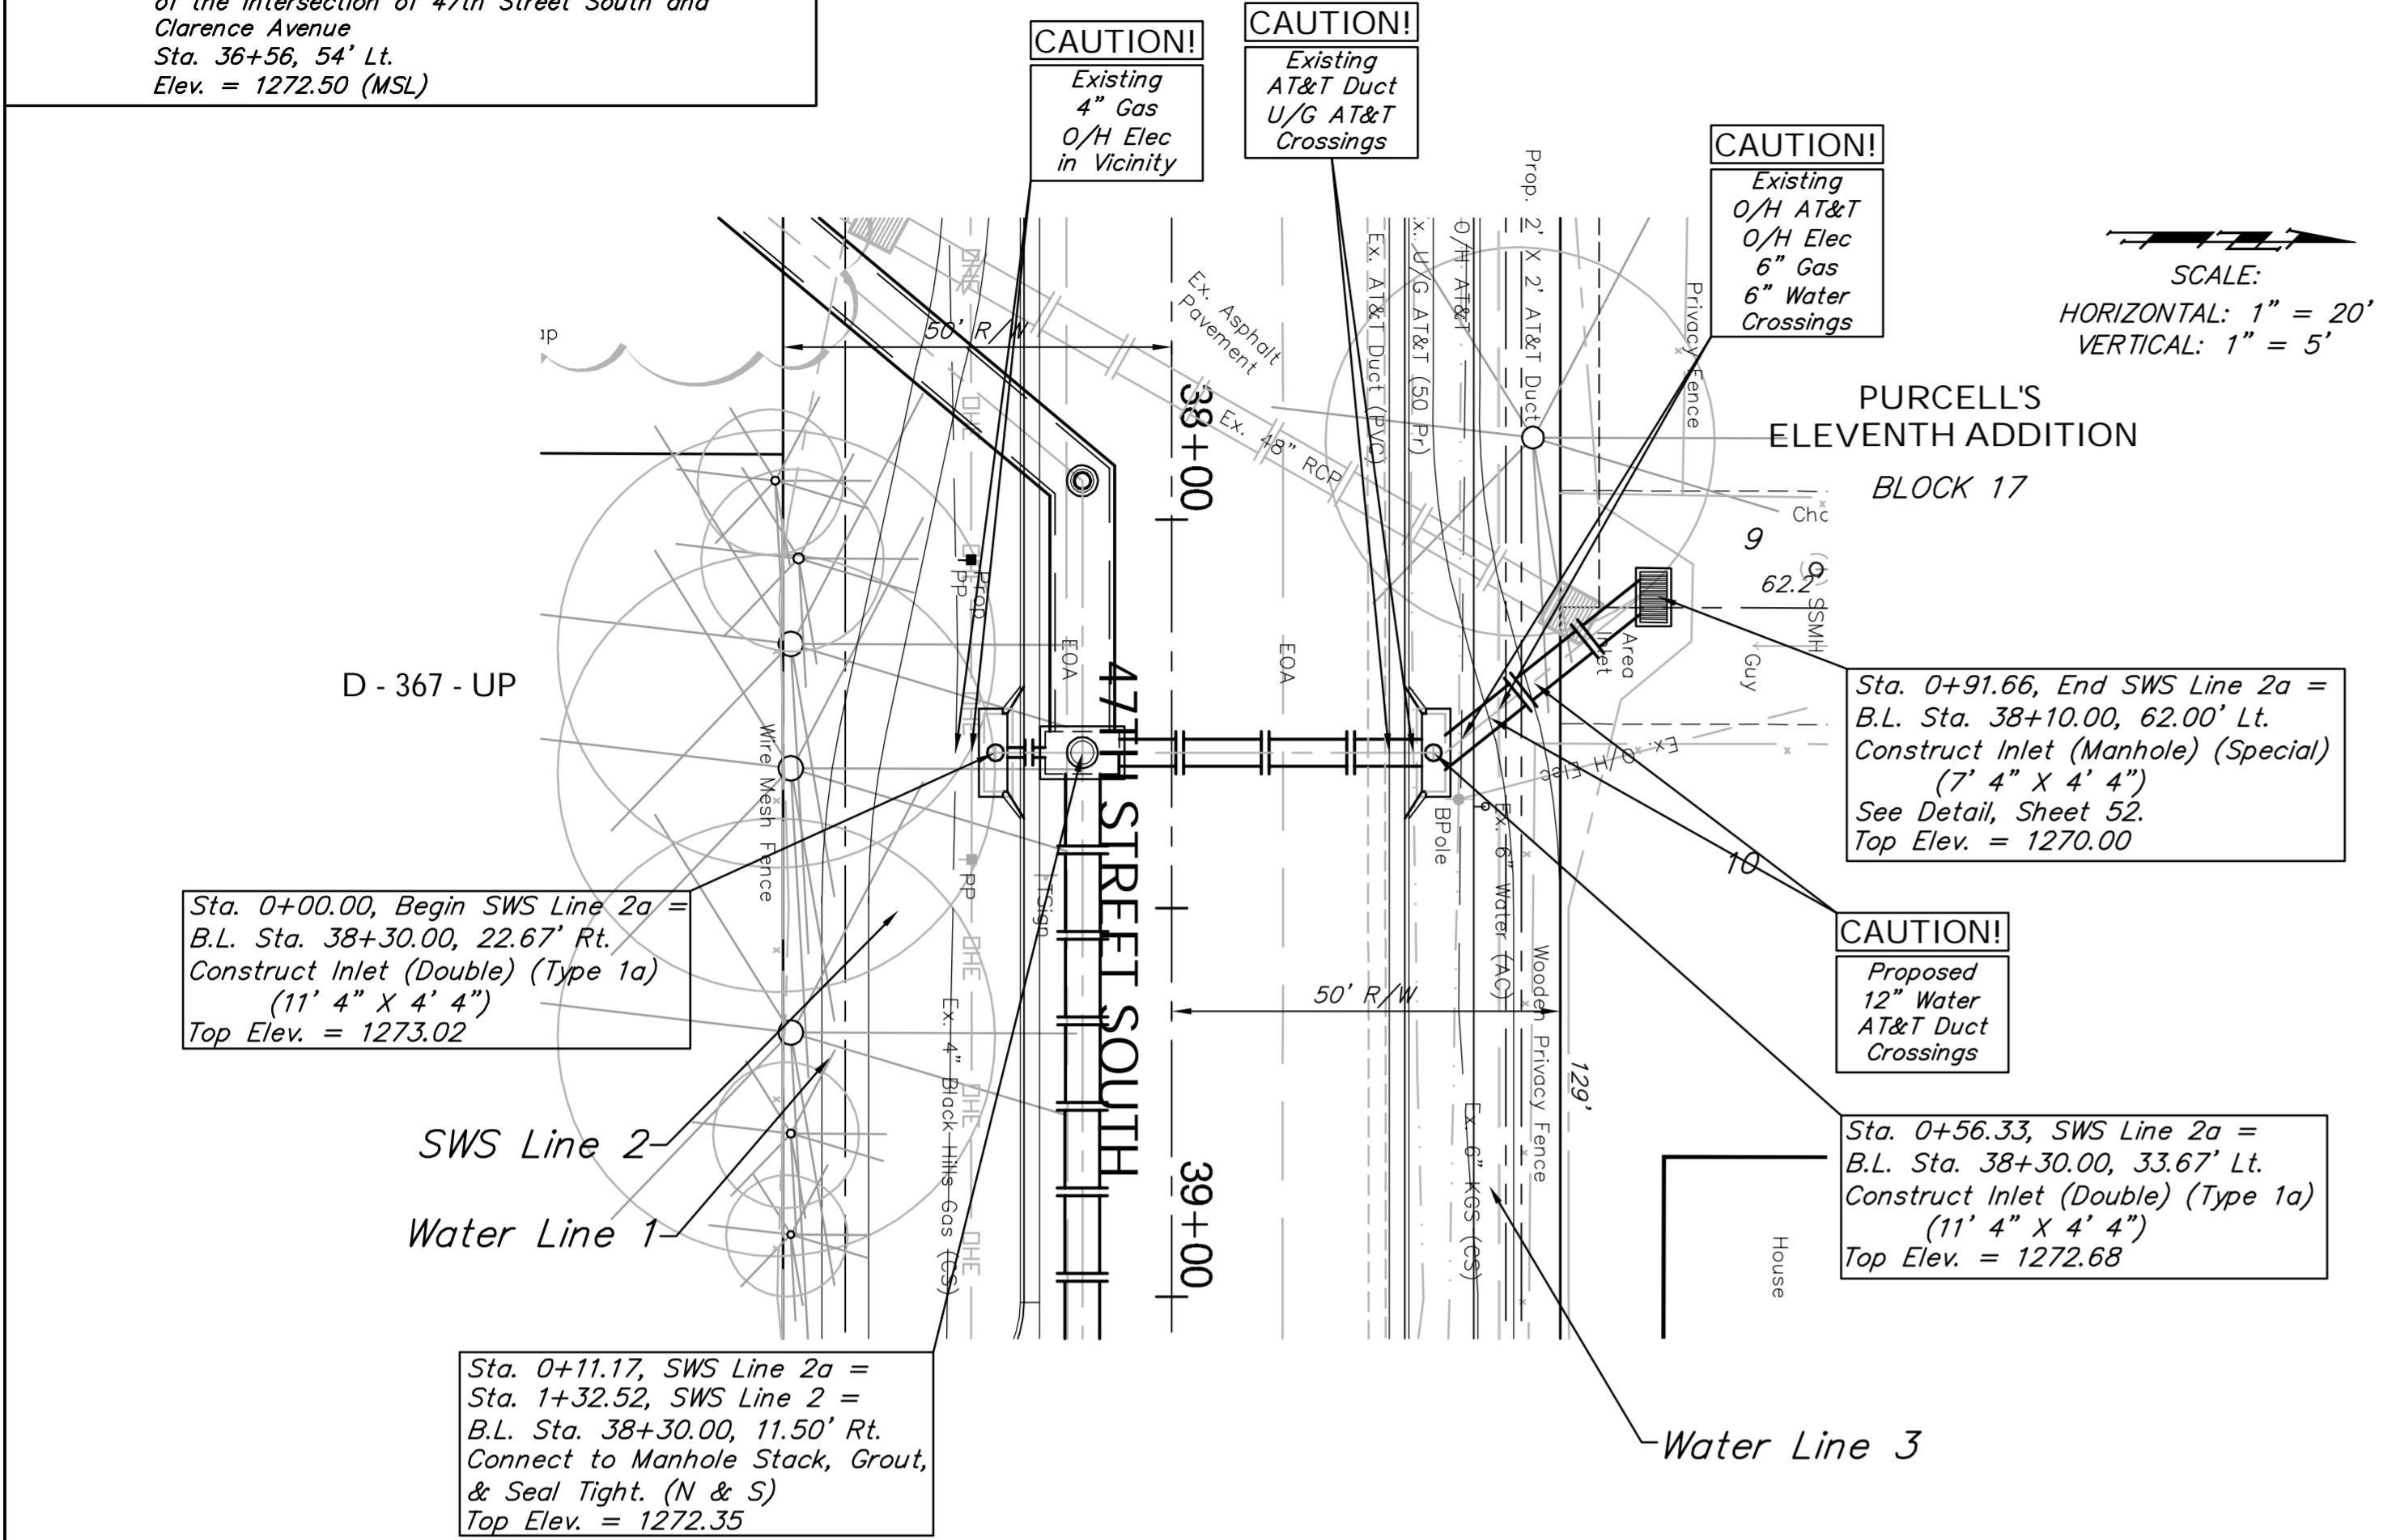 of the intersection of 47th Street South and
Clarence Avenue
Sta. 36+56, 54' Lt.
Elev. = 1272.50 (MSL)
CAUTION!
Existing
4" Gas
O/H Elec
in Vicinity
CAUTION!
Existing
AT&T Duct
U/G AT&T
Crossings
CAUTION!
Existing
O/H AT&T
O/H Elec
6" Gas
6" Water
Crossings
SCALE:
HORIZONTAL: 1" = 20'
VERTICAL: 1" = 5'
PURCELL'S
ELEVENTH ADDITION
BLOCK 17
50' R/W
Ex. Asphalt
Pavement
Ex. 48" RCP
Ex. AT&T Duct (PVC)
x. U/G AT&T (50 Pr)
O/H AT&T
Prop. 2' X 2' AT&T Duct
Privacy Fence
OHE
OHE
OHE
OHE
OHE
OHE
OHE
38+00
9
62.2'
SSMH
Guy
Area
Inlet
Prop
PP
EOA
EOA
D - 367 - UP
Wire Mesh Fence
47TH STREET SOUTH
PP
TSign
BPole
Ex. O/H Elec
Ex. 6" Water (AC)
10
Wooden Privacy Fence
50' R/W
129'
Ex. 4" Black Hills Gas (CS)
Ex. 6" KGS (CS)
39+00
House
Sta. 0+91.66, End SWS Line 2a =
B.L. Sta. 38+10.00, 62.00' Lt.
Construct Inlet (Manhole) (Special)
(7' 4" X 4' 4")
See Detail, Sheet 52.
Top Elev. = 1270.00
Sta. 0+00.00, Begin SWS Line 2a =
B.L. Sta. 38+30.00, 22.67' Rt.
Construct Inlet (Double) (Type 1a)
(11' 4" X 4' 4")
Top Elev. = 1273.02
CAUTION!
Proposed
12" Water
AT&T Duct
Crossings
SWS Line 2
Water Line 1
Sta. 0+56.33, SWS Line 2a =
B.L. Sta. 38+30.00, 33.67' Lt.
Construct Inlet (Double) (Type 1a)
(11' 4" X 4' 4")
Top Elev. = 1272.68
Sta. 0+11.17, SWS Line 2a =
Sta. 1+32.52, SWS Line 2 =
B.L. Sta. 38+30.00, 11.50' Rt.
Connect to Manhole Stack, Grout,
& Seal Tight. (N & S)
Top Elev. = 1272.35
Water Line 3